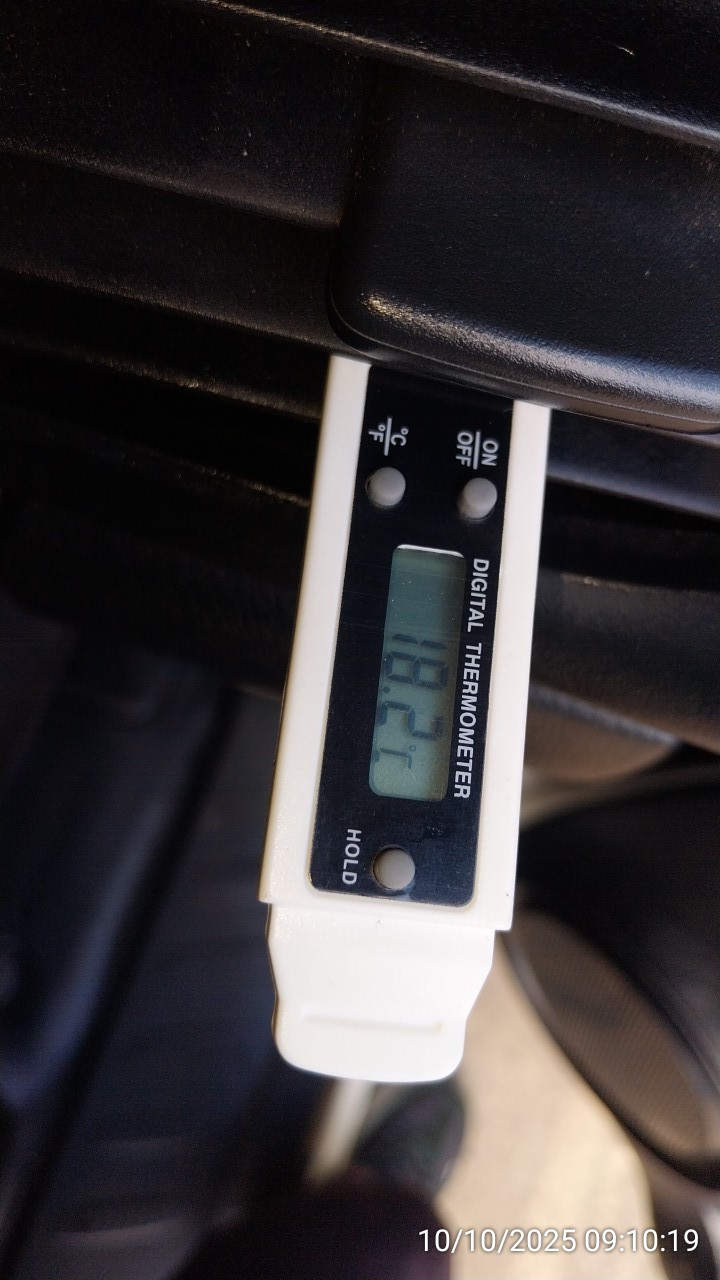 °C
°F
ON
OFF
DIGITAL THERMOMETER
18.2°C
HOLD
10/10/2025 09:10:19